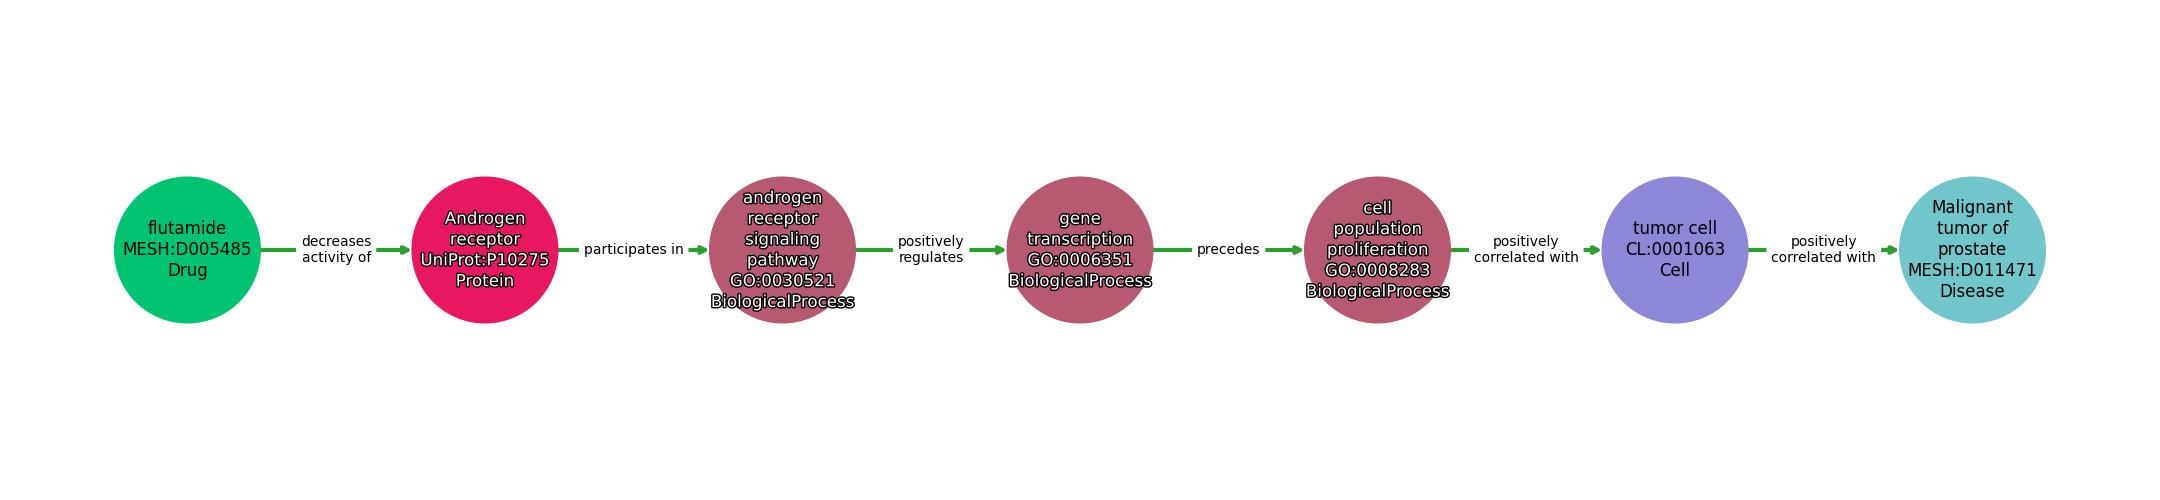 flutamide
MESH:D005485
Drug
decreases
activity of
Androgen
receptor
UniProt:P10275
Protein
participates in
androgen
receptor
signaling
pathway
GO:0030521
BiologicalProcess
positively
regulates
gene
transcription
GO:0006351
BiologicalProcess
precedes
cell
population
proliferation
GO:0008283
BiologicalProcess
positively
correlated with
tumor cell
CL:0001063
Cell
positively
correlated with
Malignant
tumor of
prostate
MESH:D011471
Disease